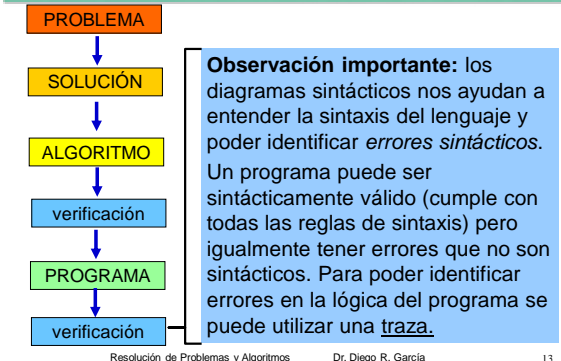 PROBLEMA
SOLUCIÓN
ALGORITMO
verificación
PROGRAMA
verificación
Observación importante: los
diagramas sintácticos nos ayudan a
entender la sintaxis del lenguaje y
poder identificar errores sintácticos.
Un programa puede ser
sintácticamente válido (cumple con
todas las reglas de sintaxis) pero
igualmente tener errores que no son
sintácticos. Para poder identificar
errores en la lógica del programa se
puede utilizar una traza.
Resolución de Problemas y Algoritmos Dr. Diego R. García 13